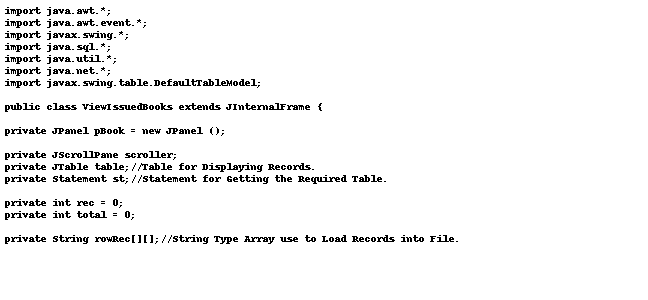 import java.awt.*;
import java.awt.event.*;
import javax.swing.*;
import java.sql.*;
import java.util.*;
import java.net.*;
import javax.swing.table.DefaultTableModel;
public class ViewIssuedBooks extends JInternalFrame {
private JPanel pBook = new JPanel ();
private JScrollPane scroller;
private JTable table;//Table for Displaying Records.
private Statement st;//Statement for Getting the Required Table.
private int rec = 0;
private int total = 0;
private String rowRec[][];//String Type Array use to Load Records into File.